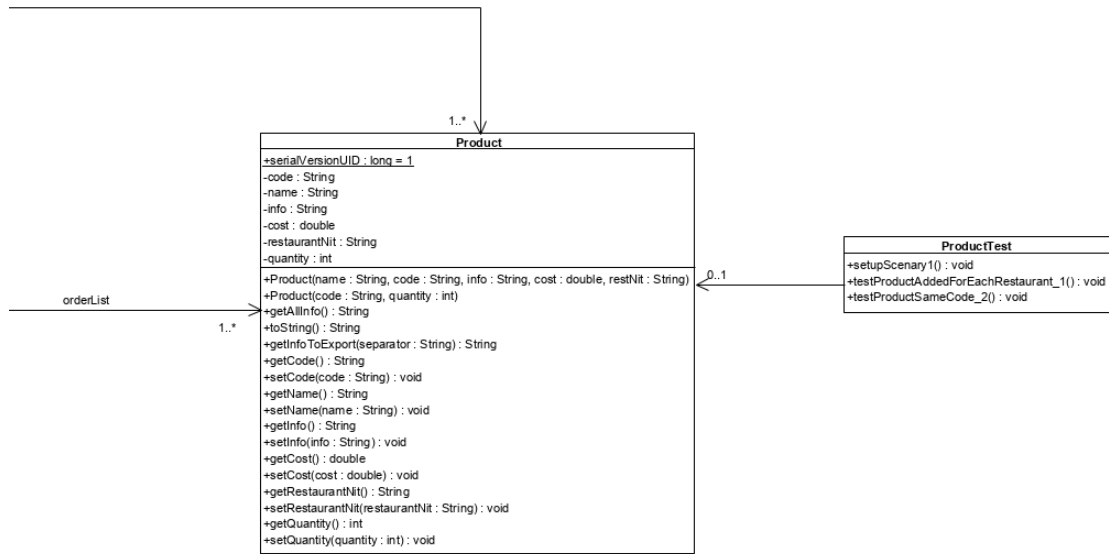 1..*
Product
+serialVersionUID : long = 1
-code : String
-name : String
-info : String
-cost : double
-restaurantNit : String
-quantity : int
+Product(name : String, code : String, info : String, cost : double, restNit : String)
+Product(code : String, quantity : int)
+getAllInfo() : String
+toString() : String
+getInfoToExport(separator : String) : String
+getCode() : String
+setCode(code : String) : void
+getName() : String
+setName(name : String) : void
+getInfo() : String
+setInfo(info : String) : void
+getCost() : double
+setCost(cost : double) : void
+getRestaurantNit() : String
+setRestaurantNit(restaurantNit : String) : void
+getQuantity() : int
+setQuantity(quantity : int) : void
orderList
1..*
0..1
ProductTest
+setupScenary1() : void
+testProductAddedForEachRestaurant_1() : void
+testProductSameCode_2() : void